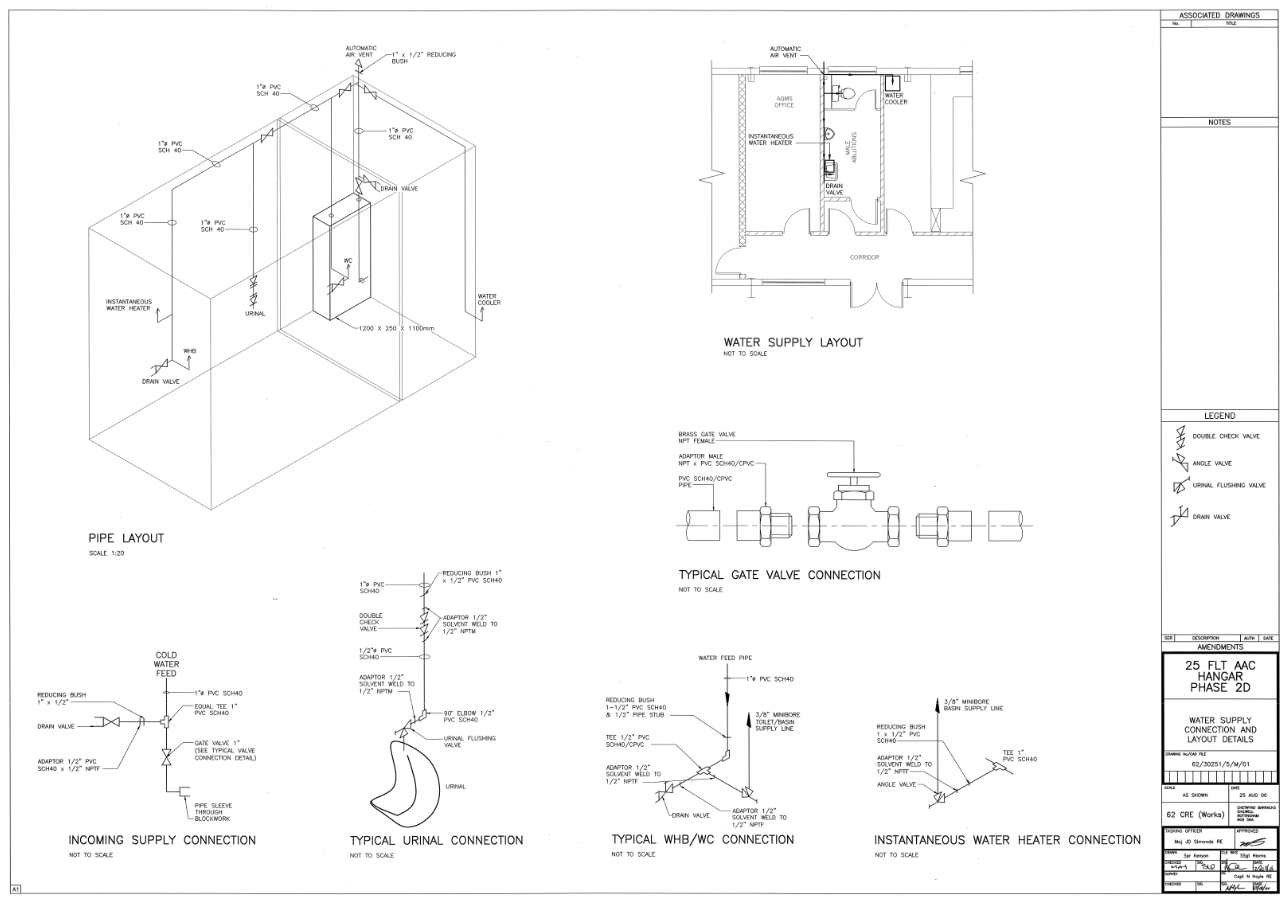 AUTOMATIC
AIR VENT
1" x 1/2" REDUCING
BUSH
1"ø PVC
SCH 40
1"ø PVC
SCH 40
1"ø PVC
SCH 40
DRAIN VALVE
1"ø PVC
SCH 40
1"ø PVC
SCH 40
WC
INSTANTANEOUS
WATER HEATER
URINAL
WATER
COOLER
1200 X 250 X 1100mm
WHB
DRAIN VALVE
PIPE LAYOUT
SCALE 1:20
AUTOMATIC
AIR VENT
AQMS
OFFICE
WATER
COOLER
INSTANTANEOUS
WATER HEATER
MALE
ABLUTIONS
DRAIN
VALVE
CORRIDOR
WATER SUPPLY LAYOUT
NOT TO SCALE
BRASS GATE VALVE
NPT FEMALE
ADAPTOR MALE
NPT x PVC SCH40/CPVC
PVC SCH40/CPVC
PIPE
TYPICAL GATE VALVE CONNECTION
NOT TO SCALE
COLD
WATER
FEED
REDUCING BUSH
1" x 1/2"
1"ø PVC SCH40
EQUAL TEE 1"
PVC SCH40
DRAIN VALVE
GATE VALVE 1"
(SEE TYPICAL VALVE
CONNECTION DETAIL)
ADAPTOR 1/2" PVC
SCH40 x 1/2" NPTF
PIPE SLEEVE
THROUGH
BLOCKWORK
INCOMING SUPPLY CONNECTION
NOT TO SCALE
REDUCING BUSH 1"
x 1/2" PVC SCH40
1"ø PVC
SCH40
DOUBLE
CHECK
VALVE
ADAPTOR 1/2"
SOLVENT WELD TO
1/2" NPTM
1/2"ø PVC
SCH40
ADAPTOR 1/2"
SOLVENT WELD TO
1/2" NPTM
90° ELBOW 1/2"
PVC SCH40
URINAL FLUSHING
VALVE
URINAL
TYPICAL URINAL CONNECTION
NOT TO SCALE
WATER FEED PIPE
1"ø PVC SCH40
REDUCING BUSH
1-1/2" PVC SCH40
& 1/2" PIPE STUB
3/8" MINIBORE
TOILET/BASIN
SUPPLY LINE
TEE 1/2" PVC
SCH40/CPVC
ADAPTOR 1/2"
SOLVENT WELD TO
1/2" NPTF
DRAIN VALVE
ADAPTOR 1/2"
SOLVENT WELD TO
1/2" NPTF
TYPICAL WHB/WC CONNECTION
NOT TO SCALE
3/8" MINIBORE
BASIN SUPPLY LINE
REDUCING BUSH
1 x 1/2" PVC
SCH40
TEE 1"
PVC SCH40
ADAPTOR 1/2"
SOLVENT WELD TO
1/2" NPTF
ANGLE VALVE
INSTANTANEOUS WATER HEATER CONNECTION
NOT TO SCALE
A1
ASSOCIATED DRAWINGS
No. TITLE
NOTES
LEGEND
DOUBLE CHECK VALVE
ANGLE VALVE
URINAL FLUSHING VALVE
DRAIN VALVE
SER DESCRIPTION AUTH DATE
AMENDMENTS
25 FLT AAC
HANGAR
PHASE 2D
WATER SUPPLY
CONNECTION AND
LAYOUT DETAILS
DRAWING No/CAD FILE
62/30251/5/M/01
SCALE DATE
AS SHOWN 25 AUG 00
62 CRE (Works)
CHETWYND BARRACKS
CHILWELL
NOTTINGHAM
TASKING OFFICER APPROVED
Maj JD Simonds RE
DRAWN
Spr Kenyon
SSgt Harris
CHECKED
SURVEY
Capt N Hoyle RE
CHECKED